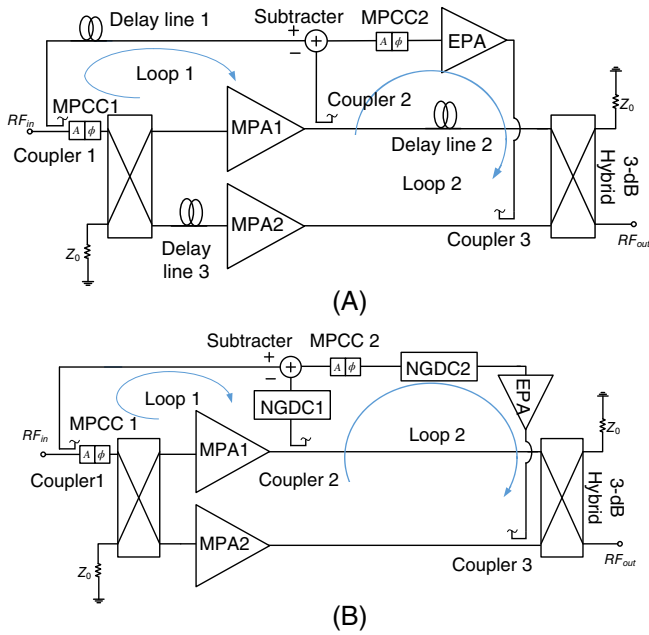 Delay line 1
Subtracter
MPCC2
EPA
+
−
A ϕ
Loop 1
MPCC1
Coupler 2
Z0
RFin
A ϕ
MPA1
Delay line 2
Coupler 1
Loop 2
3-dB
Hybrid
MPA2
Z0
Delay
line 3
Coupler 3
RFout
(A)
Subtracter
MPCC 2
+
−
A ϕ
NGDC2
EPA
Loop 1
NGDC1
MPCC 1
Loop 2
Z0
RFin
A ϕ
MPA1
Coupler1
Coupler 2
3-dB
Hybrid
MPA2
Z0
Coupler 3
RFout
(B)